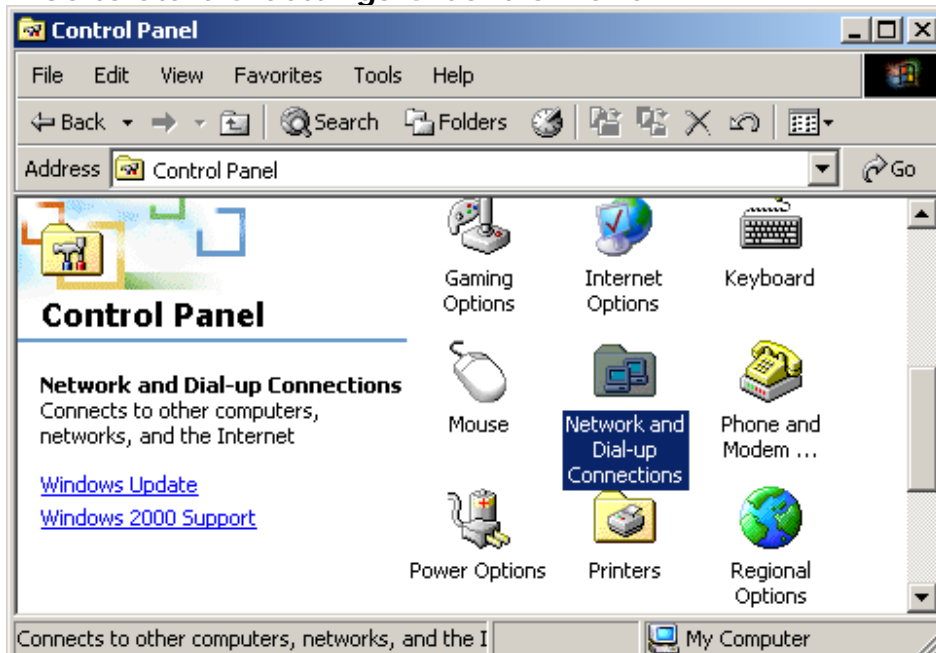 Control Panel
File Edit View Favorites Tools Help
Back Search Folders
Address Control Panel Go
Control Panel
Network and Dial-up Connections
Connects to other computers,
networks, and the Internet
Windows Update
Windows 2000 Support
Gaming
Options
Internet
Options
Keyboard
Mouse
Network and
Dial-up
Connections
Phone and
Modem ...
Power Options
Printers
Regional
Options
Connects to other computers, networks, and the I
My Computer